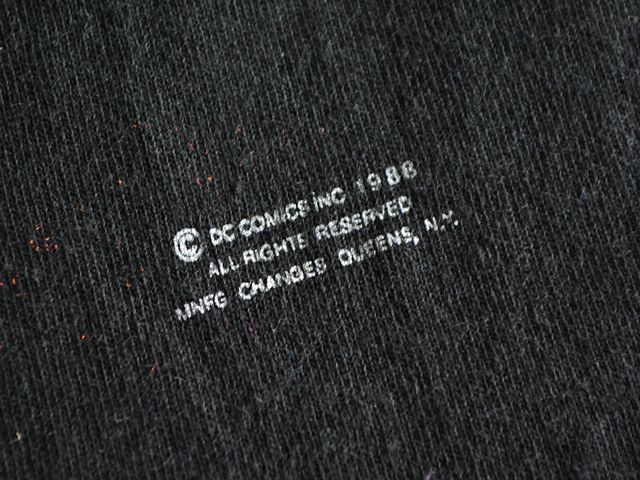 © DC COMICS INC 1988
ALL RIGHTS RESERVED
MNFG CHANGES QUEENS, N.Y.